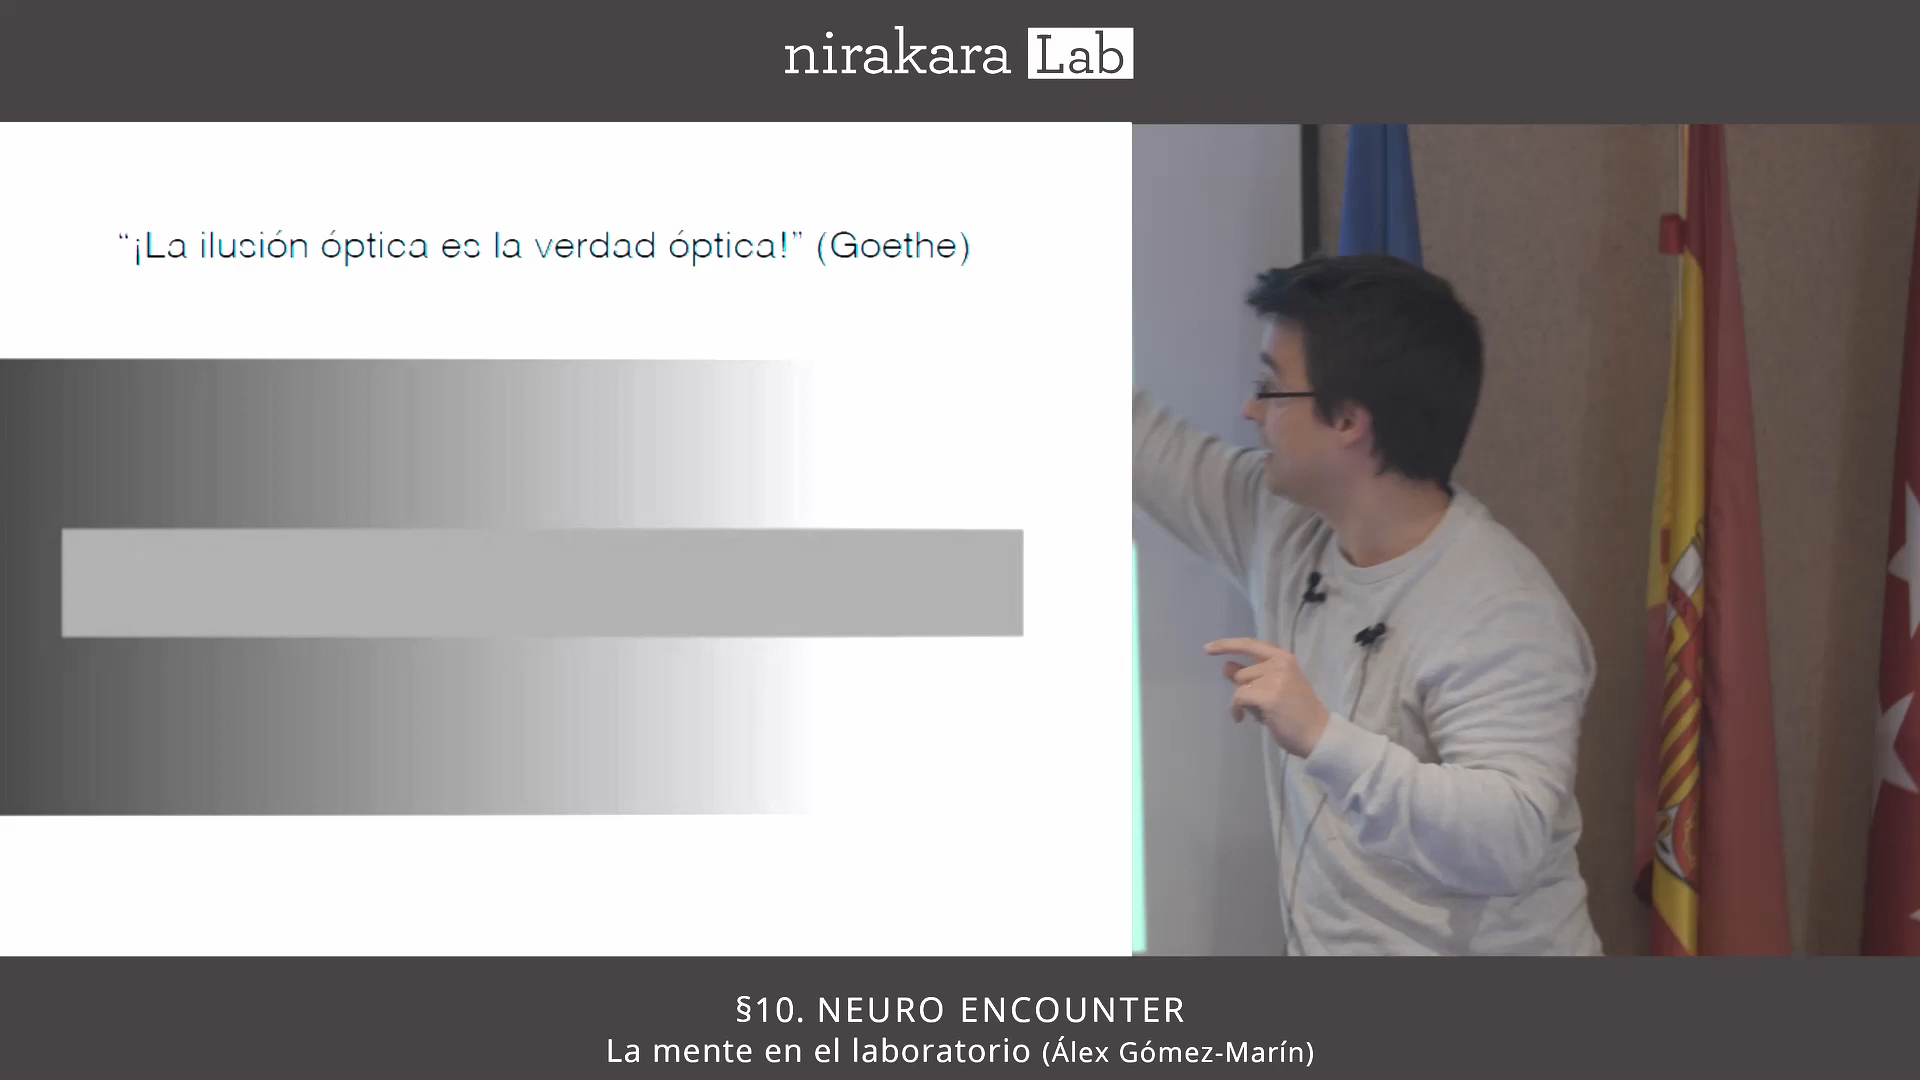 nirakara Lab
“¡La ilusión óptica es la verdad óptica!” (Goethe)
§10. NEURO ENCOUNTER
La mente en el laboratorio (Álex Gómez-Marín)